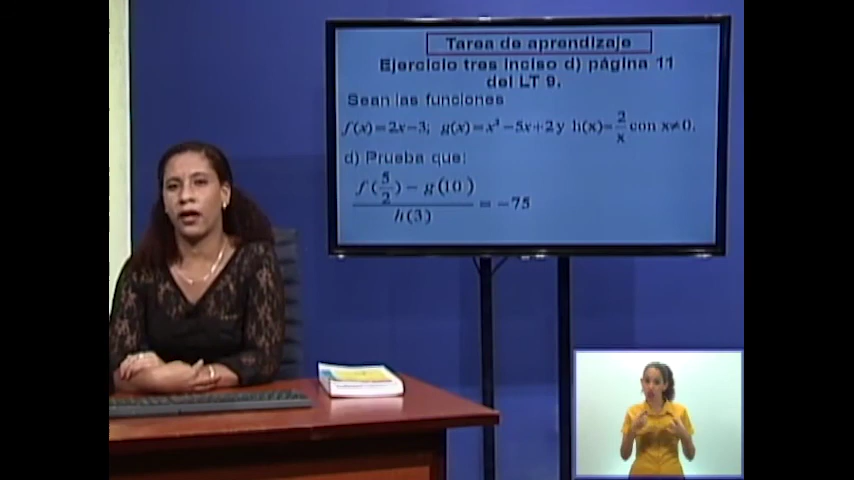 Tarea de aprendizaje
Ejercicio tres inciso d) página 11
del LT 9.
Sean las funciones
f(x)=2x−3; g(x)=x²−5x+2 y h(x)=2/x con x≠0.
d) Prueba que:
(f(5/2) − g(10)) / h(3) = −75